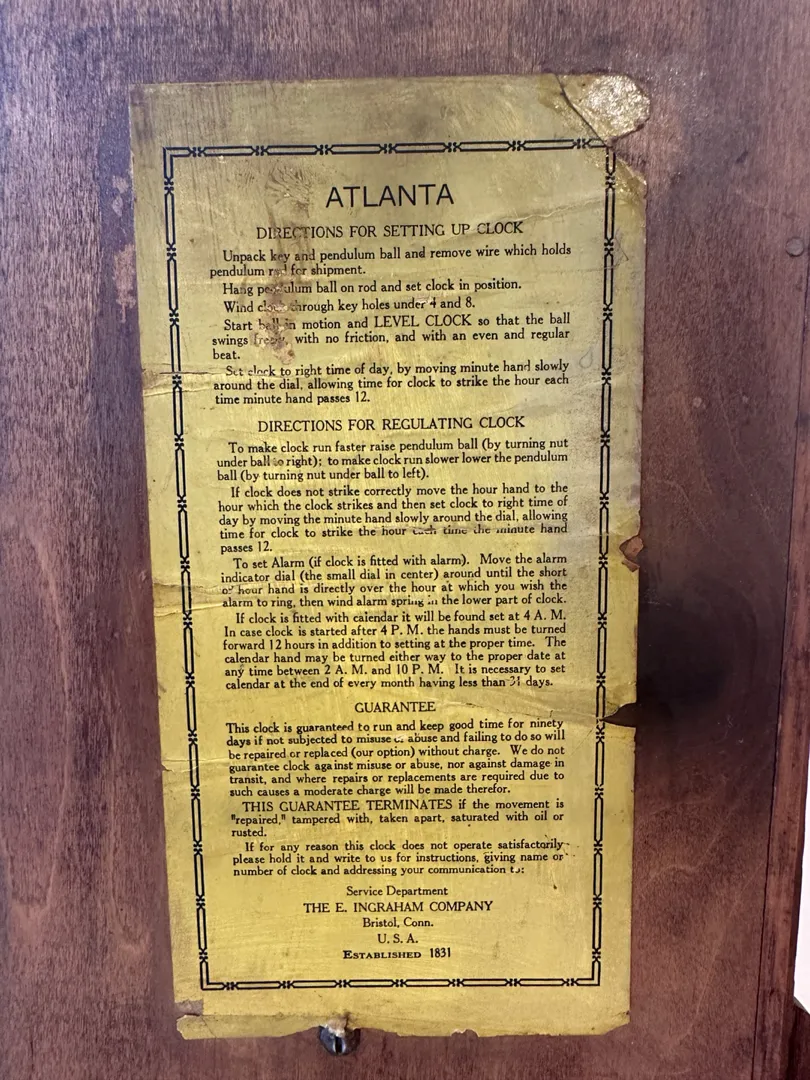 ATLANTA
DIRECTIONS FOR SETTING UP CLOCK
Unpack key and pendulum ball and remove wire which holds
pendulum rod for shipment.
Hang pendulum ball on rod and set clock in position.
Wind clock through key holes under 4 and 8.
Start ball in motion and LEVEL CLOCK so that the ball
swings freely, with no friction, and with an even and regular
beat.
Set clock to right time of day, by moving minute hand slowly
around the dial, allowing time for clock to strike the hour each
time minute hand passes 12.
DIRECTIONS FOR REGULATING CLOCK
To make clock run faster raise pendulum ball (by turning nut
under ball to right); to make clock run slower lower the pendulum
ball (by turning nut under ball to left).
If clock does not strike correctly move the hour hand to the
hour which the clock strikes and then set clock to right time of
day by moving the minute hand slowly around the dial, allowing
time for clock to strike the hour each time the minute hand
passes 12.
To set Alarm (if clock is fitted with alarm). Move the alarm
indicator dial (the small dial in center) around until the short
or hour hand is directly over the hour at which you wish the
alarm to ring, then wind alarm spring in the lower part of clock.
If clock is fitted with calendar it will be found set at 4 A. M.
In case clock is started after 4 P. M. the hands must be turned
forward 12 hours in addition to setting at the proper time. The
calendar hand may be turned either way to the proper date at
any time between 2 A. M. and 10 P. M. It is necessary to set
calendar at the end of every month having less than 31 days.
GUARANTEE
This clock is guaranteed to run and keep good time for ninety
days if not subjected to misuse or abuse and failing to do so will
be repaired or replaced (our option) without charge. We do not
guarantee clock against misuse or abuse, nor against damage in
transit, and where repairs or replacements are required due to
such causes a moderate charge will be made therefor.
THIS GUARANTEE TERMINATES if the movement is
"repaired," tampered with, taken apart, saturated with oil or
rusted.
If for any reason this clock does not operate satisfactorily
please hold it and write to us for instructions, giving name or
number of clock and addressing your communication to:
Service Department
THE E. INGRAHAM COMPANY
Bristol, Conn.
U. S. A.
ESTABLISHED 1831